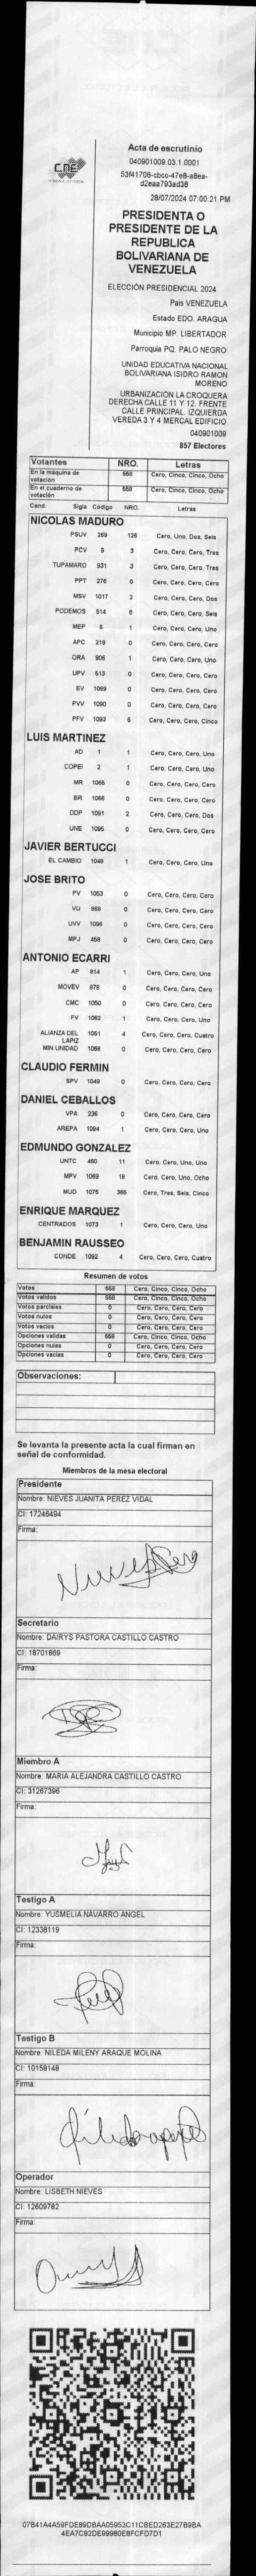 CNE
Acta de escrutinio
040901009.03.1.0001
53f41706-cbcc-47e8-a8ea-
d2eaa793ad38
28/07/2024 07:00:21 PM
PRESIDENTA O
PRESIDENTE DE LA
REPUBLICA
BOLIVARIANA DE
VENEZUELA
ELECCIÓN PRESIDENCIAL 2024
Pais VENEZUELA
Estado EDO. ARAGUA
Municipio MP. LIBERTADOR
Parroquia PQ. PALO NEGRO
UNIDAD EDUCATIVA NACIONAL
BOLIVARIANA ISIDRO RAMON
MORENO
URBANIZACIÓN LA CROQUERA
DERECHA CALLE 11 Y 12. FRENTE
CALLE PRINCIPAL. IZQUIERDA
VEREDA 3 Y 4 MERCAL EDIFICIO
040901009
857 Electores
Votantes NRO. Letras
En la máquina de votación 558 Cero, Cinco, Cinco, Ocho
En el cuaderno de votación 558 Cero, Cinco, Cinco, Ocho
Cand. Sigla Código NRO. Letras
NICOLAS MADURO
PSUV 269 126 Cero, Uno, Dos, Seis
PCV 9 3 Cero, Cero, Cero, Tres
TUPAMARO 931 3 Cero, Cero, Cero, Tres
PPT 276 0 Cero, Cero, Cero, Cero
MSV 1017 2 Cero, Cero, Cero, Dos
PODEMOS 514 6 Cero, Cero, Cero, Seis
MEP 6 1 Cero, Cero, Cero, Uno
APC 219 0 Cero, Cero, Cero, Cero
ORA 908 1 Cero, Cero, Cero, Uno
UPV 513 0 Cero, Cero, Cero, Cero
EV 1089 0 Cero, Cero, Cero, Cero
PVV 1090 0 Cero, Cero, Cero, Cero
PFV 1093 5 Cero, Cero, Cero, Cinco
LUIS MARTINEZ
AD 1 1 Cero, Cero, Cero, Uno
COPEI 2 1 Cero, Cero, Cero, Uno
MR 1065 0 Cero, Cero, Cero, Cero
BR 1066 0 Cero, Cero, Cero, Cero
DDP 1091 2 Cero, Cero, Cero, Dos
UNE 1095 0 Cero, Cero, Cero, Cero
JAVIER BERTUCCI
EL CAMBIO 1048 1 Cero, Cero, Cero, Uno
JOSE BRITO
PV 1053 0 Cero, Cero, Cero, Cero
VU 868 0 Cero, Cero, Cero, Cero
UVV 1096 0 Cero, Cero, Cero, Cero
MPJ 458 0 Cero, Cero, Cero, Cero
ANTONIO ECARRI
AP 914 1 Cero, Cero, Cero, Uno
MOVEV 878 0 Cero, Cero, Cero, Cero
CMC 1050 0 Cero, Cero, Cero, Cero
FV 1082 1 Cero, Cero, Cero, Uno
ALIANZA DEL LAPIZ 1051 4 Cero, Cero, Cero, Cuatro
MIN UNIDAD 1068 0 Cero, Cero, Cero, Cero
CLAUDIO FERMIN
SPV 1049 0 Cero, Cero, Cero, Cero
DANIEL CEBALLOS
VPA 236 0 Cero, Cero, Cero, Cero
AREPA 1094 1 Cero, Cero, Cero, Uno
EDMUNDO GONZALEZ
UNTC 460 11 Cero, Cero, Uno, Uno
MPV 1069 18 Cero, Cero, Uno, Ocho
MUD 1075 365 Cero, Tres, Seis, Cinco
ENRIQUE MARQUEZ
CENTRADOS 1073 1 Cero, Cero, Cero, Uno
BENJAMIN RAUSSEO
CONDE 1092 4 Cero, Cero, Cero, Cuatro
Resumen de votos
Votos 558 Cero, Cinco, Cinco, Ocho
Votos validos 558 Cero, Cinco, Cinco, Ocho
Votos parciales 0 Cero, Cero, Cero, Cero
Votos nulos 0 Cero, Cero, Cero, Cero
Votos vacios 0 Cero, Cero, Cero, Cero
Opciones validas 558 Cero, Cinco, Cinco, Ocho
Opciones nulas 0 Cero, Cero, Cero, Cero
Opciones vacias 0 Cero, Cero, Cero, Cero
Observaciones:
Se levanta la presente acta la cual firman en
señal de conformidad.
Miembros de la mesa electoral
Presidente
Nombre: NIEVES JUANITA PEREZ VIDAL
CI: 17246494
Firma:
Secretario
Nombre: DAIRYS PASTORA CASTILLO CASTRO
CI: 18701869
Firma:
Miembro A
Nombre: MARIA ALEJANDRA CASTILLO CASTRO
CI: 31267396
Firma:
Testigo A
Nombre: YUSMELIA NAVARRO ANGEL
CI: 12338119
Firma:
Testigo B
Nombre: NILEDA MILENY ARAQUE MOLINA
CI: 10158148
Firma:
Operador
Nombre: LISBETH NIEVES
CI: 12609782
Firma:
07B41A4A59FDE89DBAA05953C11CBED263E27B9BA
4EA7C92DE99980E8FCFD7D1